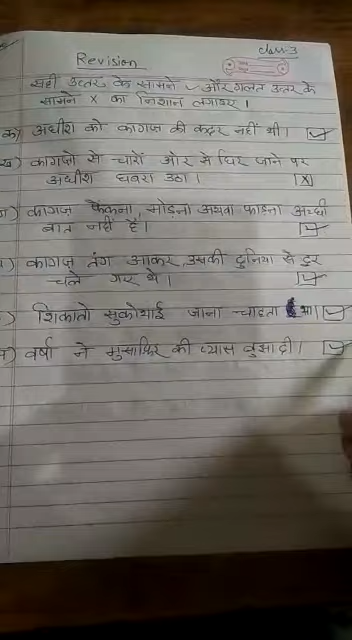 Revision
class-3
सही उत्तर के सामने ✓ और गलत उत्तर के
सामने X का निशान लगाइए ।
क) अधीश को कागज़ की कदर नहीं थी। ✓
ख) कागजों से चारों ओर से घिर जाने पर
अधीश घबरा उठा। X
ग) कागज़ फेंकना, मोड़ना अथवा फाड़ना अच्छी
बात नहीं है। ✓
कागज़ तंग आकर उसकी दुनिया से दूर
चले गए थे। ✓
शिकातो सुकोथाई जाना चाहता था। ✓
वर्षा ने मुसाफ़िर की प्यास बुझा दी। ✓